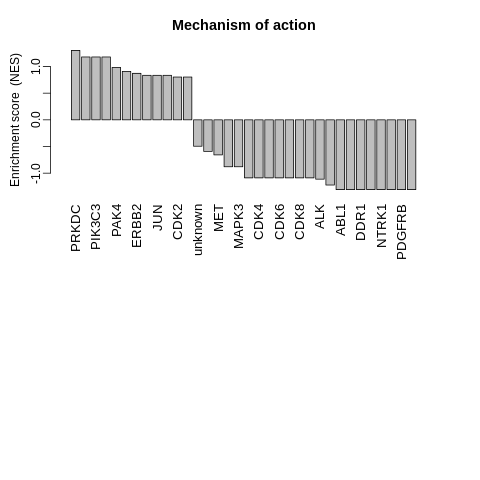 Mechanism of action
Enrichment score (NES)
1.0
0.0
-1.0
PRKDC
PIK3C3
PAK4
ERBB2
JUN
CDK2
unknown
MET
MAPK3
CDK4
CDK6
CDK8
ALK
ABL1
DDR1
NTRK1
PDGFRB